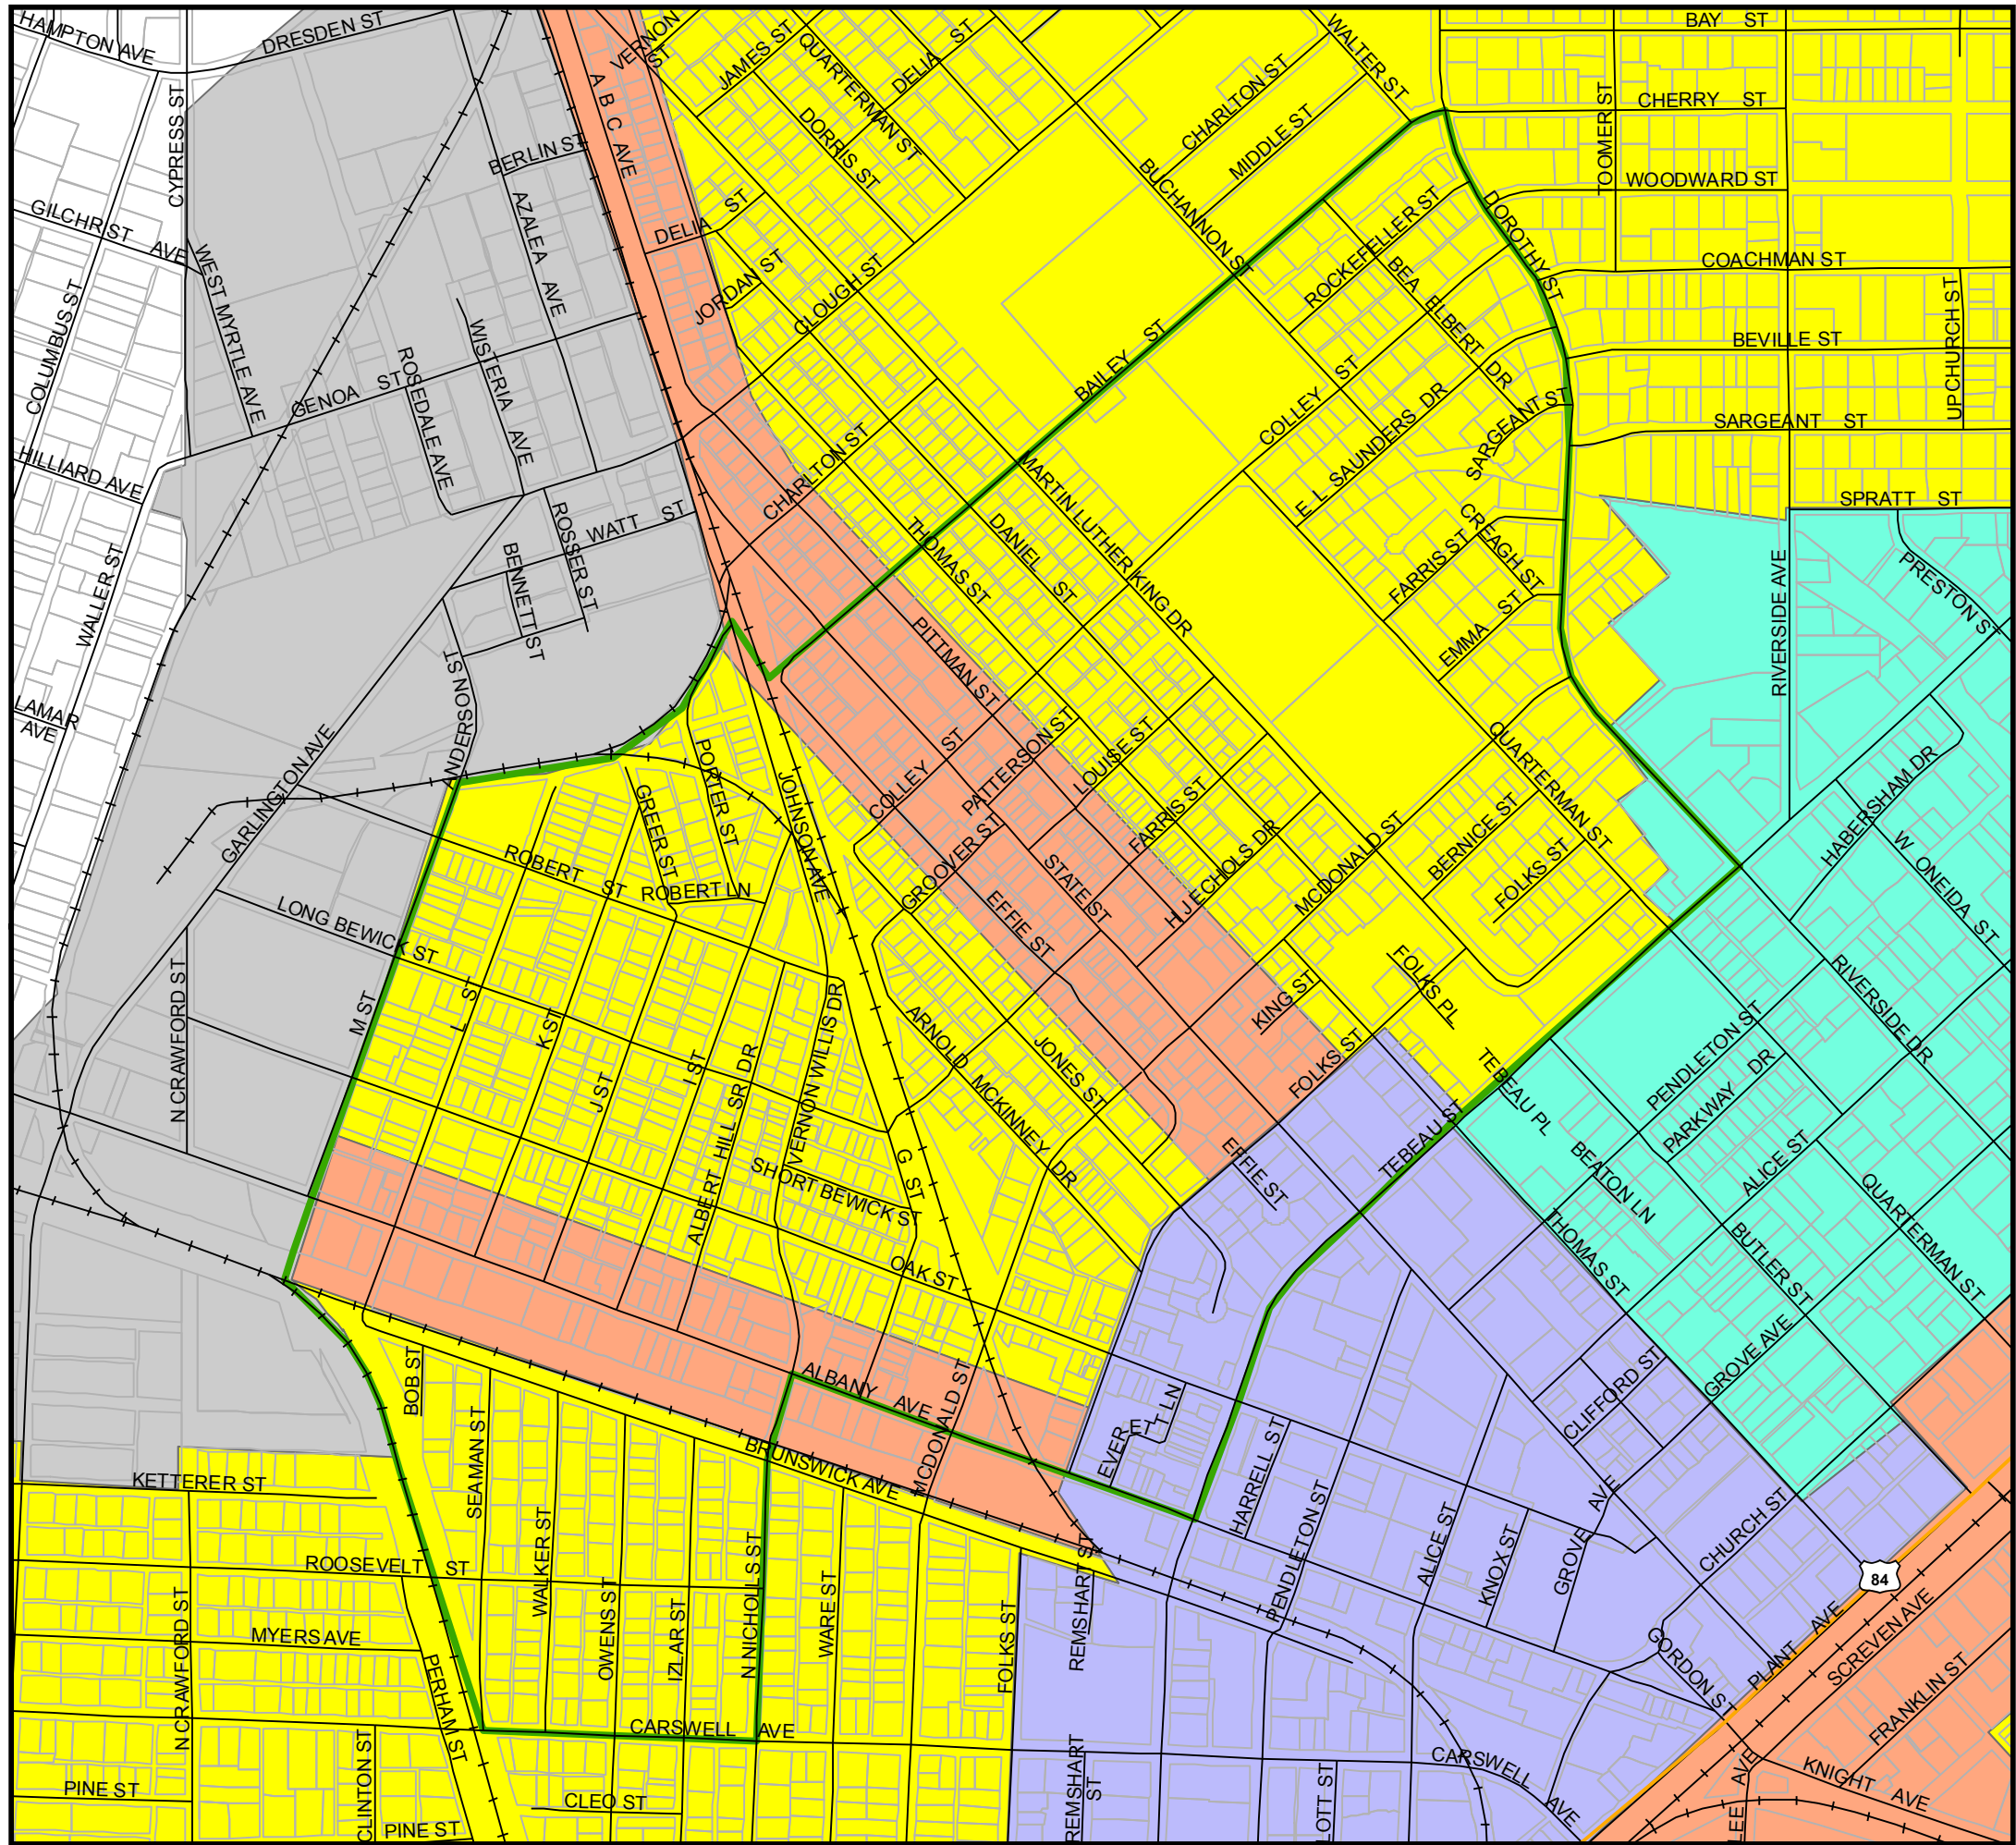 HAMPTON AVE
DRESDEN ST
VERNON ST
JAMES ST
QUARTERMAN ST
DELIA ST
WALTER ST
BAY ST
CYPRESS ST
A B C AVE
DORRIS ST
CHARLTON ST
MIDDLE ST
TOOMER ST
CHERRY ST
BERLIN ST
BUCHANNON ST
WOODWARD ST
GILCHRST AVE
AZALEA AVE
DELIA ST
ROCKEFELLER ST
DOROTHY ST
COACHMAN ST
WEST MYRTLE AVE
JORDAN ST
CLOUGH ST
BEA ELBERT DR
UPCHURCH ST
COLUMBUS ST
WISTERIA AVE
BAILEY ST
BEVILLE ST
GENOA ST
ROSEDALE AVE
COLLEY ST
E L SAUNDERS DR
SARGEANT ST
SARGEANT ST
HILLIARD AVE
CHARLTON ST
MARTIN LUTHER KING DR
SPRATT ST
ROSSER ST
WATT ST
THOMAS ST
DANIEL ST
CREAGH ST
WALLER ST
BENNETT ST
FARRIS ST
RIVERSIDE AVE
PRESTON ST
PITTMAN ST
EMMA ST
ANDERSON ST
LAMAR AVE
GARLINGTON AVE
PORTER ST
JOHNSON AVE
COLLEY ST
PATTERSON ST
LOUISE ST
QUARTERMAN ST
HABERSHAM DR
GREER ST
GROOVER ST
FARRIS ST
MCDONALD ST
BERNICE ST
FOLKS ST
W ONEIDA ST
ROBERT ST
ROBERT LN
STATE ST
H J ECHOLS DR
LONG BEWICK ST
EFFIE ST
N CRAWFORD ST
M ST
L ST
K ST
J ST
I ST
ALBERT HILL SR DR
VERNON WILLIS DR
ARNOLD MCKINNEY DR
JONES ST
KING ST
FOLKS PL
FOLKS ST
RIVERSIDE DR
TEBEAU PL
PENDLETON ST
PARKWAY DR
TEBEAU ST
G ST
SHORT BEWICK ST
EFFIE ST
BEATON LN
ALICE ST
QUARTERMAN ST
THOMAS ST
BUTLER ST
OAK ST
BOB ST
ALBANY AVE
MCDONALD ST
EVERETT LN
CLIFFORD ST
GROVE AVE
SEAMAN ST
BRUNSWICK AVE
HARRELL ST
KETTERER ST
WALKER ST
N NICHOLLS ST
PENDLETON ST
ALICE ST
KNOX ST
GROVE AVE
CHURCH ST
84
ROOSEVELT ST
OWENS ST
IZLAR ST
WARE ST
FOLKS ST
REMSHART ST
N CRAWFORD ST
MYERS AVE
PERHAM ST
GORDON ST
PLANT AVE
SCREVEN AVE
FRANKLIN ST
CARSWELL AVE
CARSWELL AVE
CLINTON ST
PINE ST
CLEO ST
PINE ST
REMSHART ST
LOTT ST
LEE AVE
KNIGHT AVE